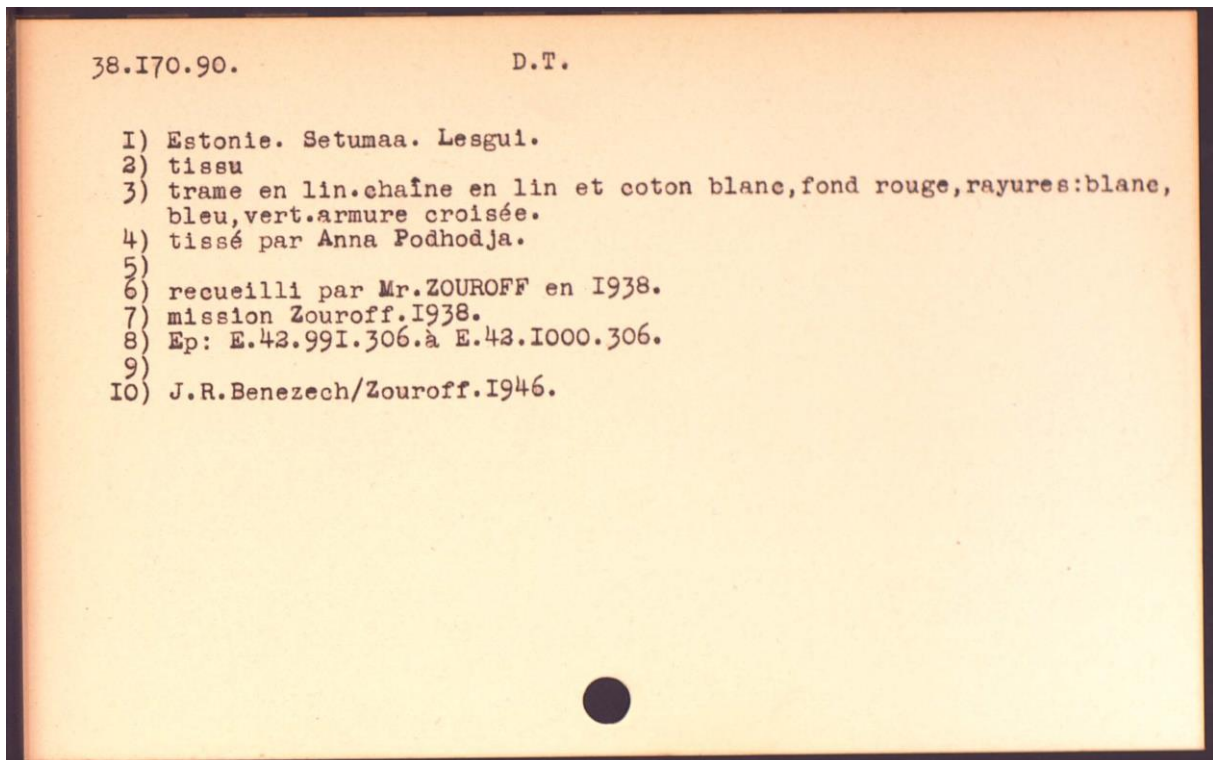 38.I70.90. D.T.
I) Estonie. Setumaa. Lesgui.
2) tissu
3) trame en lin.chaîne en lin et coton blanc,fond rouge,rayures:blanc,
bleu,vert.armure croisée.
4) tissé par Anna Podhodja.
5)
6) recueilli par Mr.ZOUROFF en I938.
7) mission Zouroff.I938.
8) Ep: E.42.99I.306.à E.42.I000.306.
9)
I0) J.R.Benezech/Zouroff.I946.